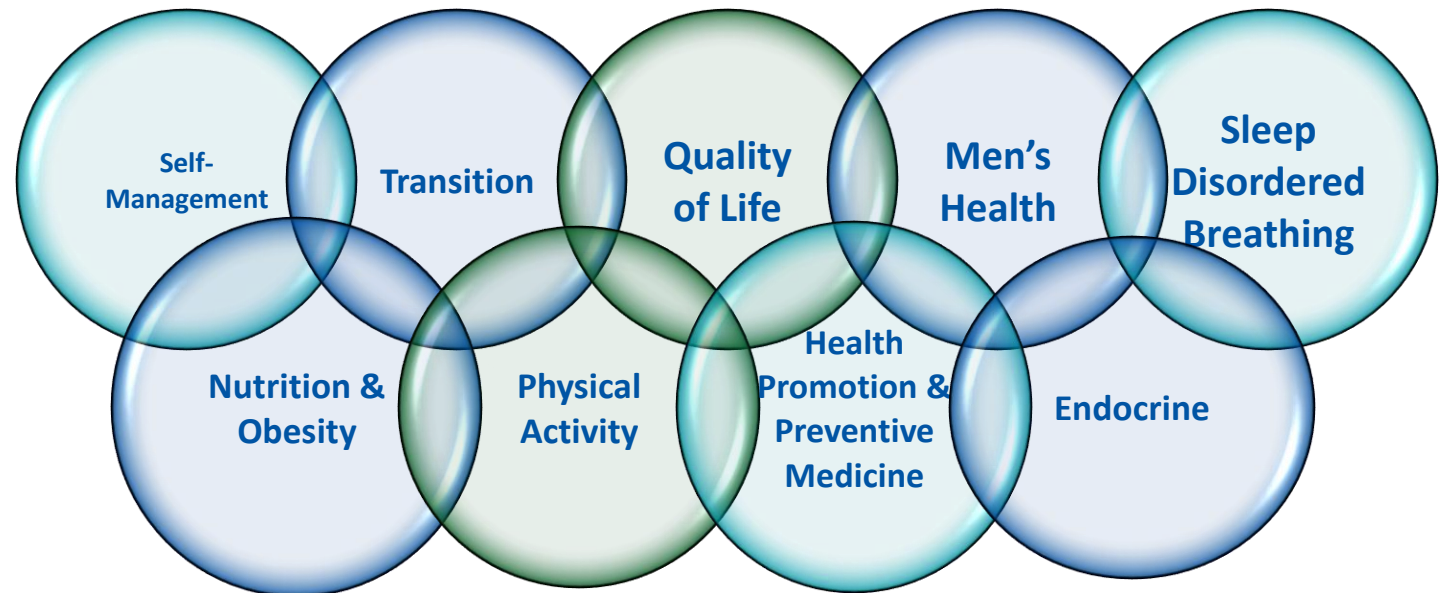 Self-
Management
Transition
Quality
of Life
Men's
Health
Sleep
Disordered
Breathing
Nutrition &
Obesity
Physical
Activity
Health
Promotion &
Preventive
Medicine
Endocrine